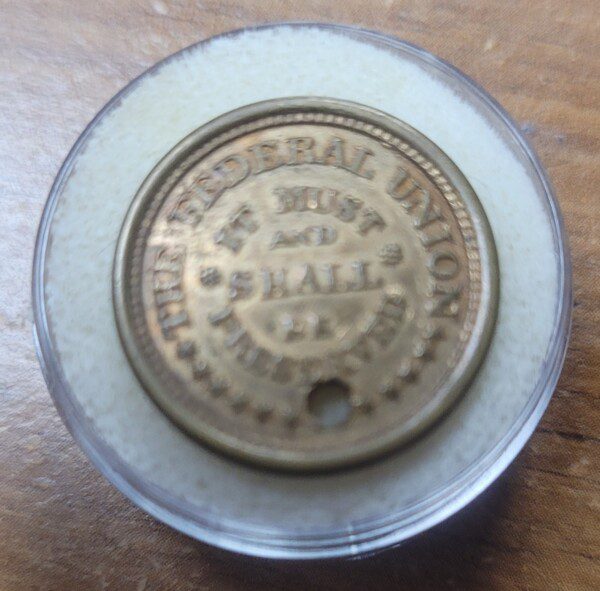 THE FEDERAL UNION
IT MUST
AND
SHALL
BE
PRESERVED